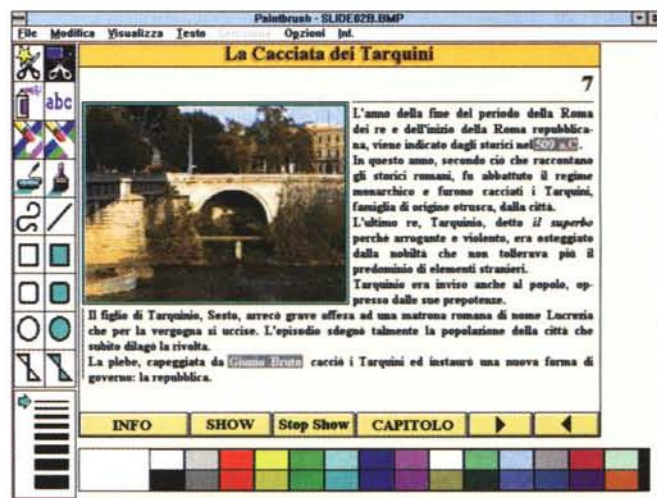 Paintbrush - SLIDE02B.BMP
File Modifica Visualizza Testo Selezione Opzioni Inf.
abc
La Cacciata dei Tarquini
7
L'anno della fine del periodo della Roma
dei re e dell'inizio della Roma repubblica-
na, viene indicato dagli storici nel 509 a.C.
In questo anno, secondo ciò che raccontano
gli storici romani, fu abbattuto il regime
monarchico e furono cacciati i Tarquini,
famiglia di origine etrusca, dalla città.
L'ultimo re, Tarquinio, detto il superbo
perchè arrogante e violento, era osteggiato
dalla nobiltà che non tollerava più il
predominio di elementi stranieri.
Tarquinio era inviso anche al popolo, op-
presso dalle sue prepotenze.
Il figlio di Tarquinio, Sesto, arrecò grave offesa ad una matrona romana di nome Lucrezia
che per la vergogna si uccise. L'episodio sdegnò talmente la popolazione della città che
subito dilagò la rivolta.
La plebe, capeggiata da Giunio Bruto cacciò i Tarquini ed instaurò una nuova forma di
governo: la repubblica.
INFO SHOW Stop Show CAPITOLO